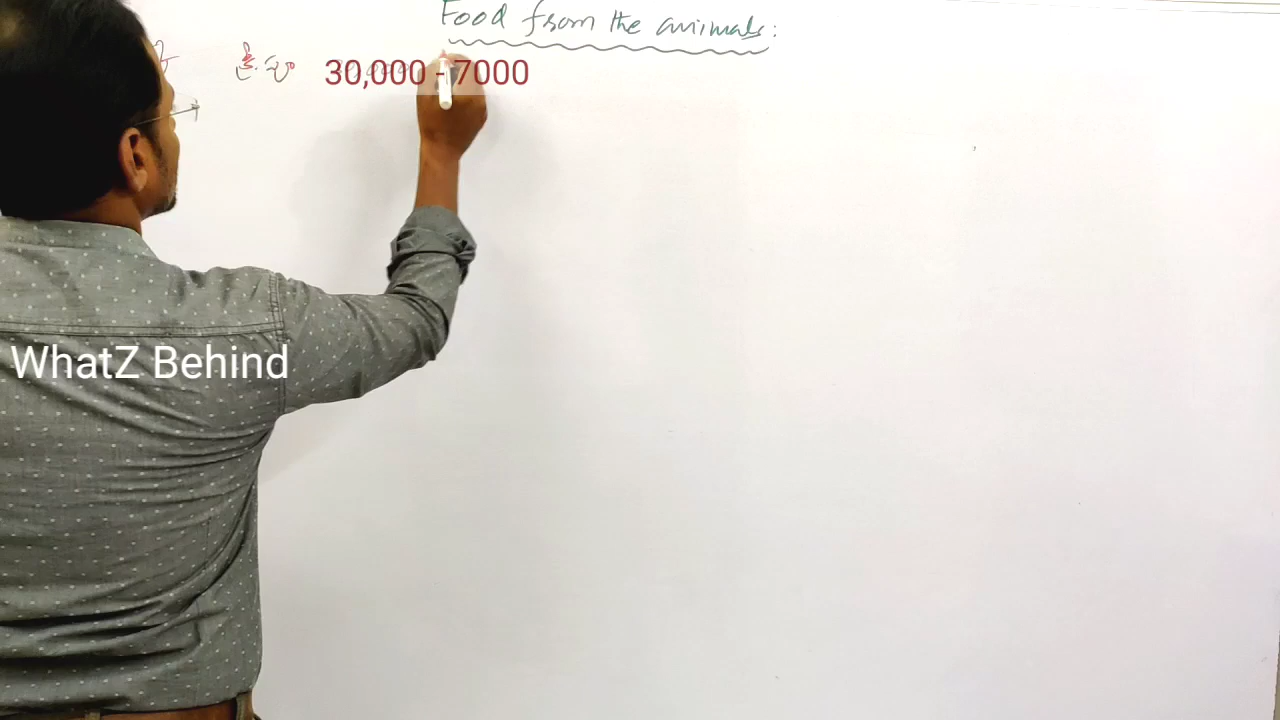 Food from the animals:
క్రీ.పూ 30,000 - 7000
WhatZ Behind